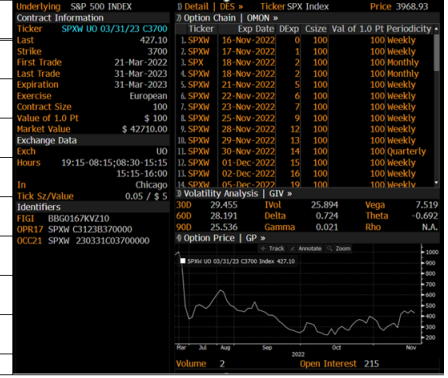 Underlying S&P 500 INDEX
Contract Information
Ticker SPXW UO 03/31/23 C3700
Last 427.10
Strike 3700
First Trade 21-Mar-2022
Last Trade 31-Mar-2023
Expiration 31-Mar-2023
Exercise European
Contract Size 100
Value of 1.0 Pt $ 100
Market Value $ 42710.00
Exchange Data
Exch UO
Hours 19:15-08:15;08:30-15:15
15:15-16:00
In Chicago
Tick Sz/Value 0.05 / $ 5
Identifiers
FIGI BBG0167KVZ10
OPR17 SPXW C3123B370000
OCC21 SPXW 230331C03700000
1) Detail | DES » Ticker SPX Index Price 3968.93
2) Option Chain | OMON »
Ticker Exp Date DExp Csize Val of 1.0 Pt Periodicity
1. SPXW 16-Nov-2022 0 100 100 Weekly
2. SPXW 17-Nov-2022 1 100 100 Weekly
3. SPX 18-Nov-2022 2 100 100 Monthly
4. SPXW 18-Nov-2022 2 100 100 Monthly
5. SPXW 21-Nov-2022 5 100 100 Weekly
6. SPXW 22-Nov-2022 6 100 100 Weekly
7. SPXW 23-Nov-2022 7 100 100 Weekly
8. SPXW 25-Nov-2022 9 100 100 Weekly
9. SPXW 28-Nov-2022 12 100 100 Weekly
10. SPXW 29-Nov-2022 13 100 100 Weekly
11. SPXW 30-Nov-2022 14 100 100 Quarterly
12. SPXW 01-Dec-2022 15 100 100 Weekly
13. SPXW 02-Dec-2022 16 100 100 Weekly
14. SPXW 05-Dec-2022 19 100 100 Weekly
3) Volatility Analysis | GIV »
30D 29.455 IVol 25.894 Vega 7.519
60D 28.191 Delta 0.724 Theta -0.692
90D 25.536 Gamma 0.021 Rho N.A.
4) Option Price | GP »
Track Annotate Zoom
SPXW UO 03/31/23 C3700 Index 427.10
1000
900
800
700
600
500
400
300
200
Mar Jul Aug Sep Oct Nov
2022
Volume 2 Open Interest 215